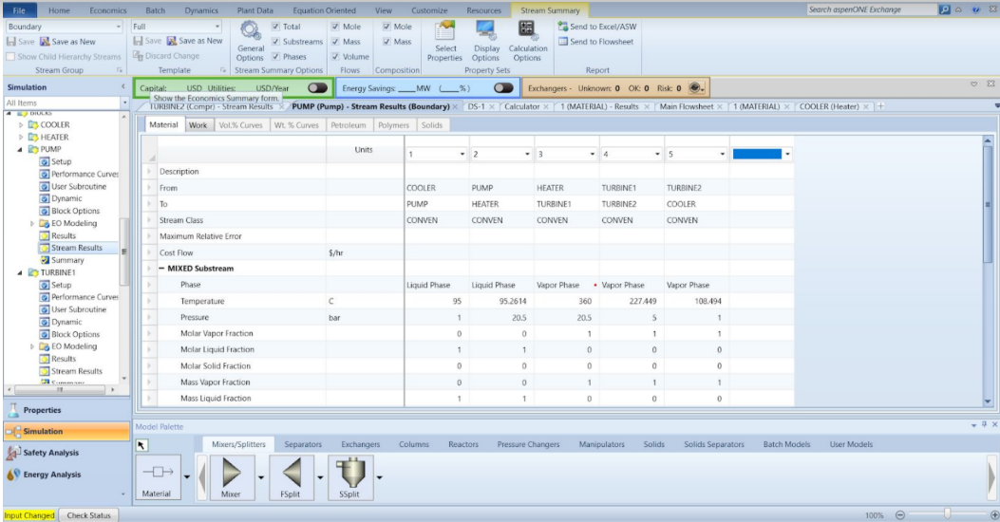 File Home Economics Batch Dynamics Plant Data Equation Oriented View Customize Resources Stream Summary Search aspenONE Exchange
Boundary Full Total Mole Mole Send to Excel/ASW
Save Save as New Save Save as New Substreams Mass Mass Send to Flowsheet
Show Child Hierarchy Streams Discard Change General Options Phases Volume Select Properties Display Options Calculation Options
Stream Group Template Stream Summary Options Flows Composition Property Sets Report
Simulation Capital: USD Utilities: USD/Year Energy Savings: ___MW (___%) Exchangers - Unknown: 0 OK: 0 Risk: 0
All Items Show the Economics Summary form.
TURBINE2 (Compr) - Stream Results PUMP (Pump) - Stream Results (Boundary) DS-1 Calculator 1 (MATERIAL) - Results Main Flowsheet 1 (MATERIAL) COOLER (Heater) +
Material Work Vol.% Curves Wt. % Curves Petroleum Polymers Solids
COOLER
HEATER
PUMP
Setup
Performance Curves
User Subroutine
Dynamic
Block Options
EO Modeling
Results
Stream Results
Summary
TURBINE1
Setup
Performance Curves
User Subroutine
Dynamic
Block Options
EO Modeling
Results
Stream Results
Summary
Units 1 2 3 4 5
Description
From COOLER PUMP HEATER TURBINE1 TURBINE2
To PUMP HEATER TURBINE1 TURBINE2 COOLER
Stream Class CONVEN CONVEN CONVEN CONVEN CONVEN
Maximum Relative Error
Cost Flow $/hr
− MIXED Substream
Phase Liquid Phase Liquid Phase Vapor Phase Vapor Phase Vapor Phase
Temperature C 95 95.2614 360 227.449 108.494
Pressure bar 1 20.5 20.5 5 1
Molar Vapor Fraction 0 0 1 1 1
Molar Liquid Fraction 1 1 0 0 0
Molar Solid Fraction 0 0 0 0 0
Mass Vapor Fraction 0 0 1 1 1
Mass Liquid Fraction 1 1 0 0 0
Properties
Simulation
Safety Analysis
Energy Analysis
Model Palette
Mixers/Splitters Separators Exchangers Columns Reactors Pressure Changers Manipulators Solids Solids Separators Batch Models User Models
Material Mixer FSplit SSplit
Input Changed Check Status 100%